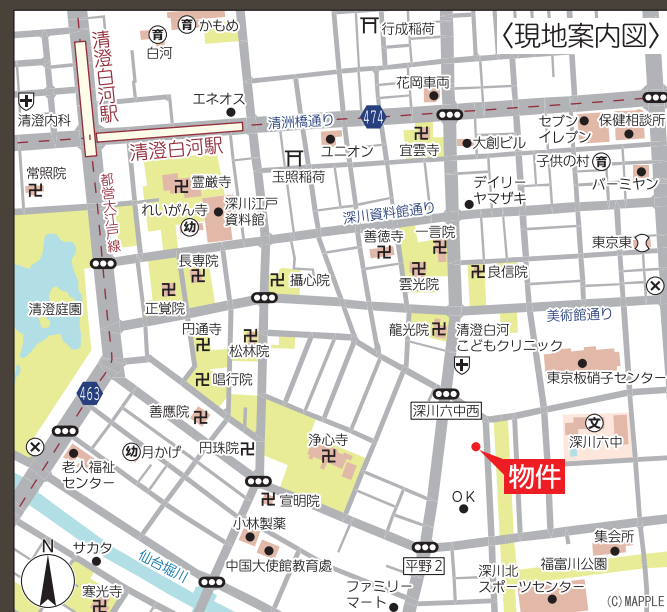 〈現地案内図〉
育
かもめ
育
白河
行成稲荷
清澄白河駅
花岡車両
清澄内科
エネオス
清洲橋通り
474
セブン
イレブン
保健相談所
清澄白河駅
ユニオン
宜雲寺
大創ビル
子供の村
育
バーミヤン
常照院
都営大江戸線
霊厳寺
玉照稲荷
デイリー
ヤマザキ
れいがん寺
幼
深川江戸
資料館
深川資料館通り
善徳寺
一言院
東京東
長専院
正覚院
攝心院
雲光院
良信院
清澄庭園
円通寺
松林院
龍光院
清澄白河
こどもクリニック
美術館通り
唱行院
東京板硝子センター
463
善應院
深川六中西
文
深川六中
老人福祉
センター
幼
月かげ
円珠院
浄心寺
物件
宣明院
OK
小林製薬
中国大使館教育處
サカタ
仙台堀川
平野2
集会所
福富川公園
N
寒光寺
ファミリー
マート
深川北
スポーツセンター
(C)MAPPLE